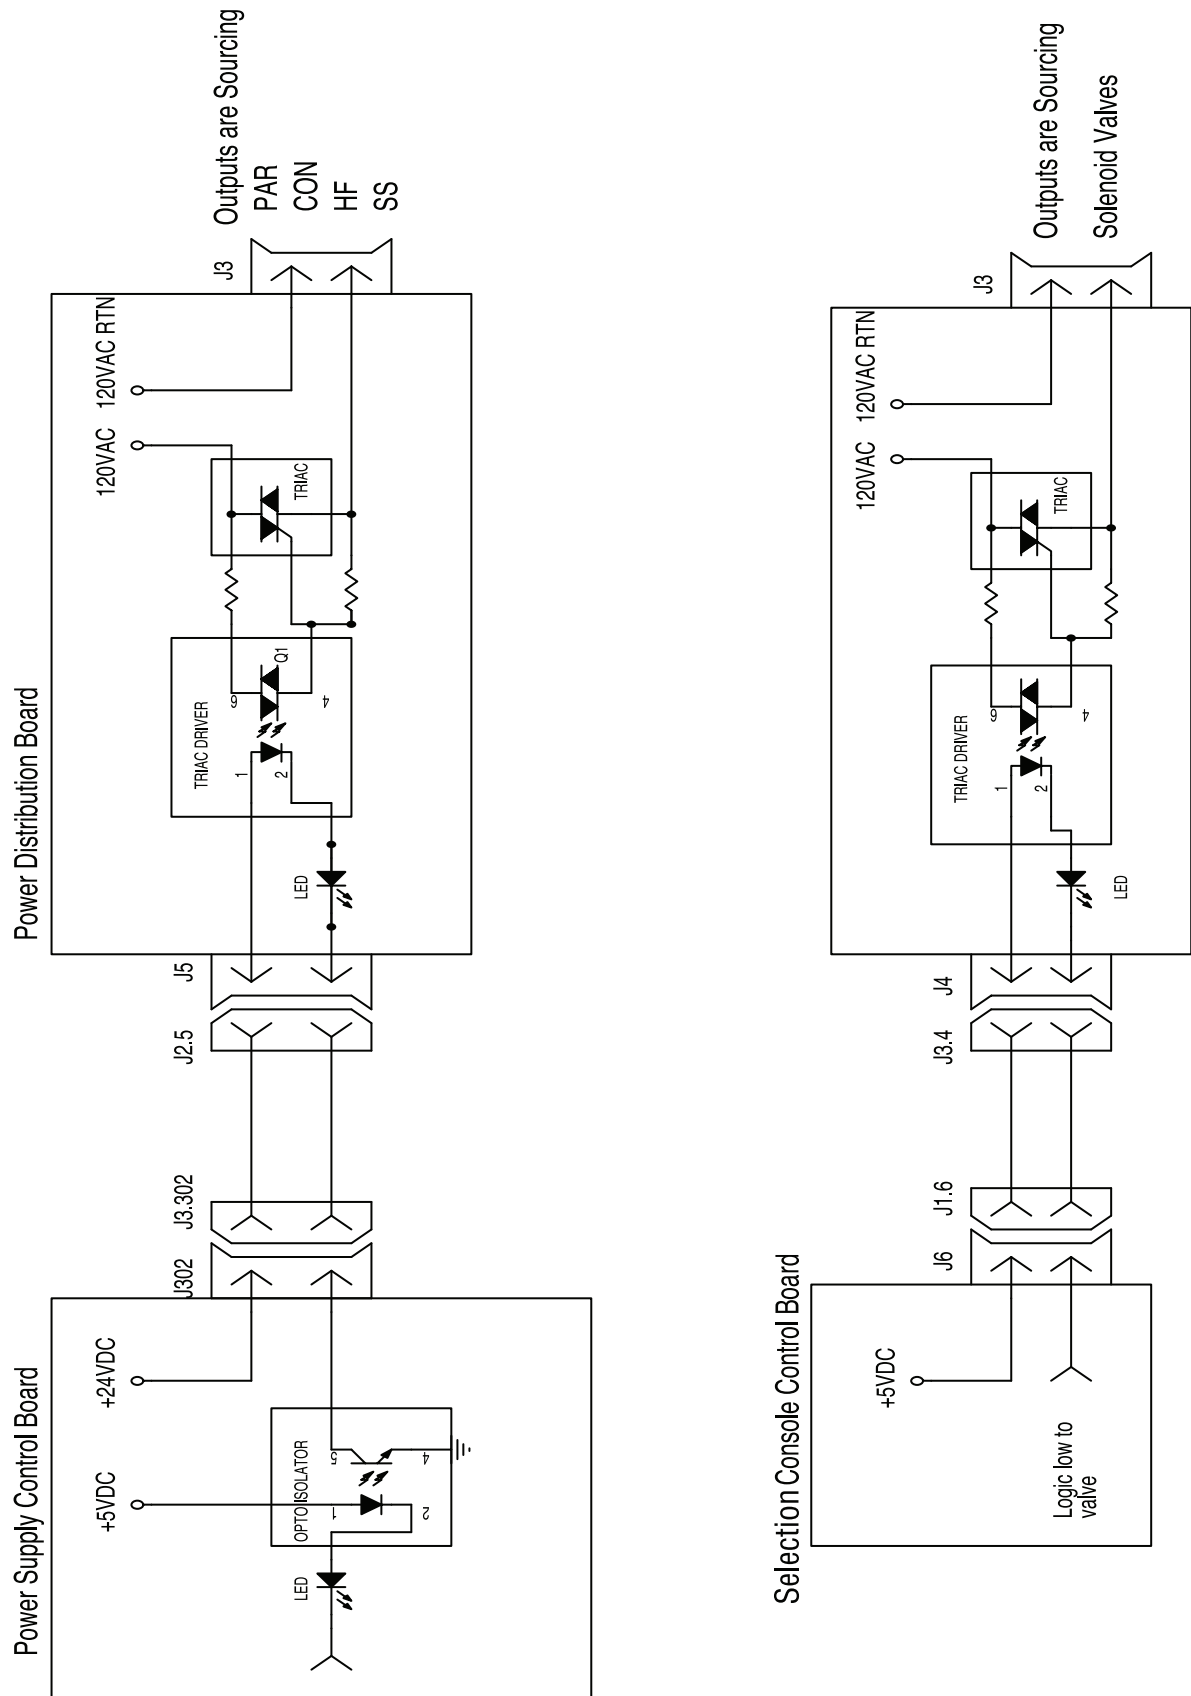 Power Supply Control Board
+5VDC
+24VDC
OPTO ISOLATOR
LED
1
2
5
4
J302
J3.302
J2.5
J5
Power Distribution Board
LED
TRIAC DRIVER
1
2
6
4
Q1
TRIAC
120VAC
120VAC RTN
J3
Outputs are Sourcing
PAR
CON
HF
SS
Selection Console Control Board
+5VDC
Logic low to
valve
J6
J1.6
J3.4
J4
LED
TRIAC DRIVER
1
2
6
4
TRIAC
120VAC
120VAC RTN
J3
Outputs are Sourcing
Solenoid Valves